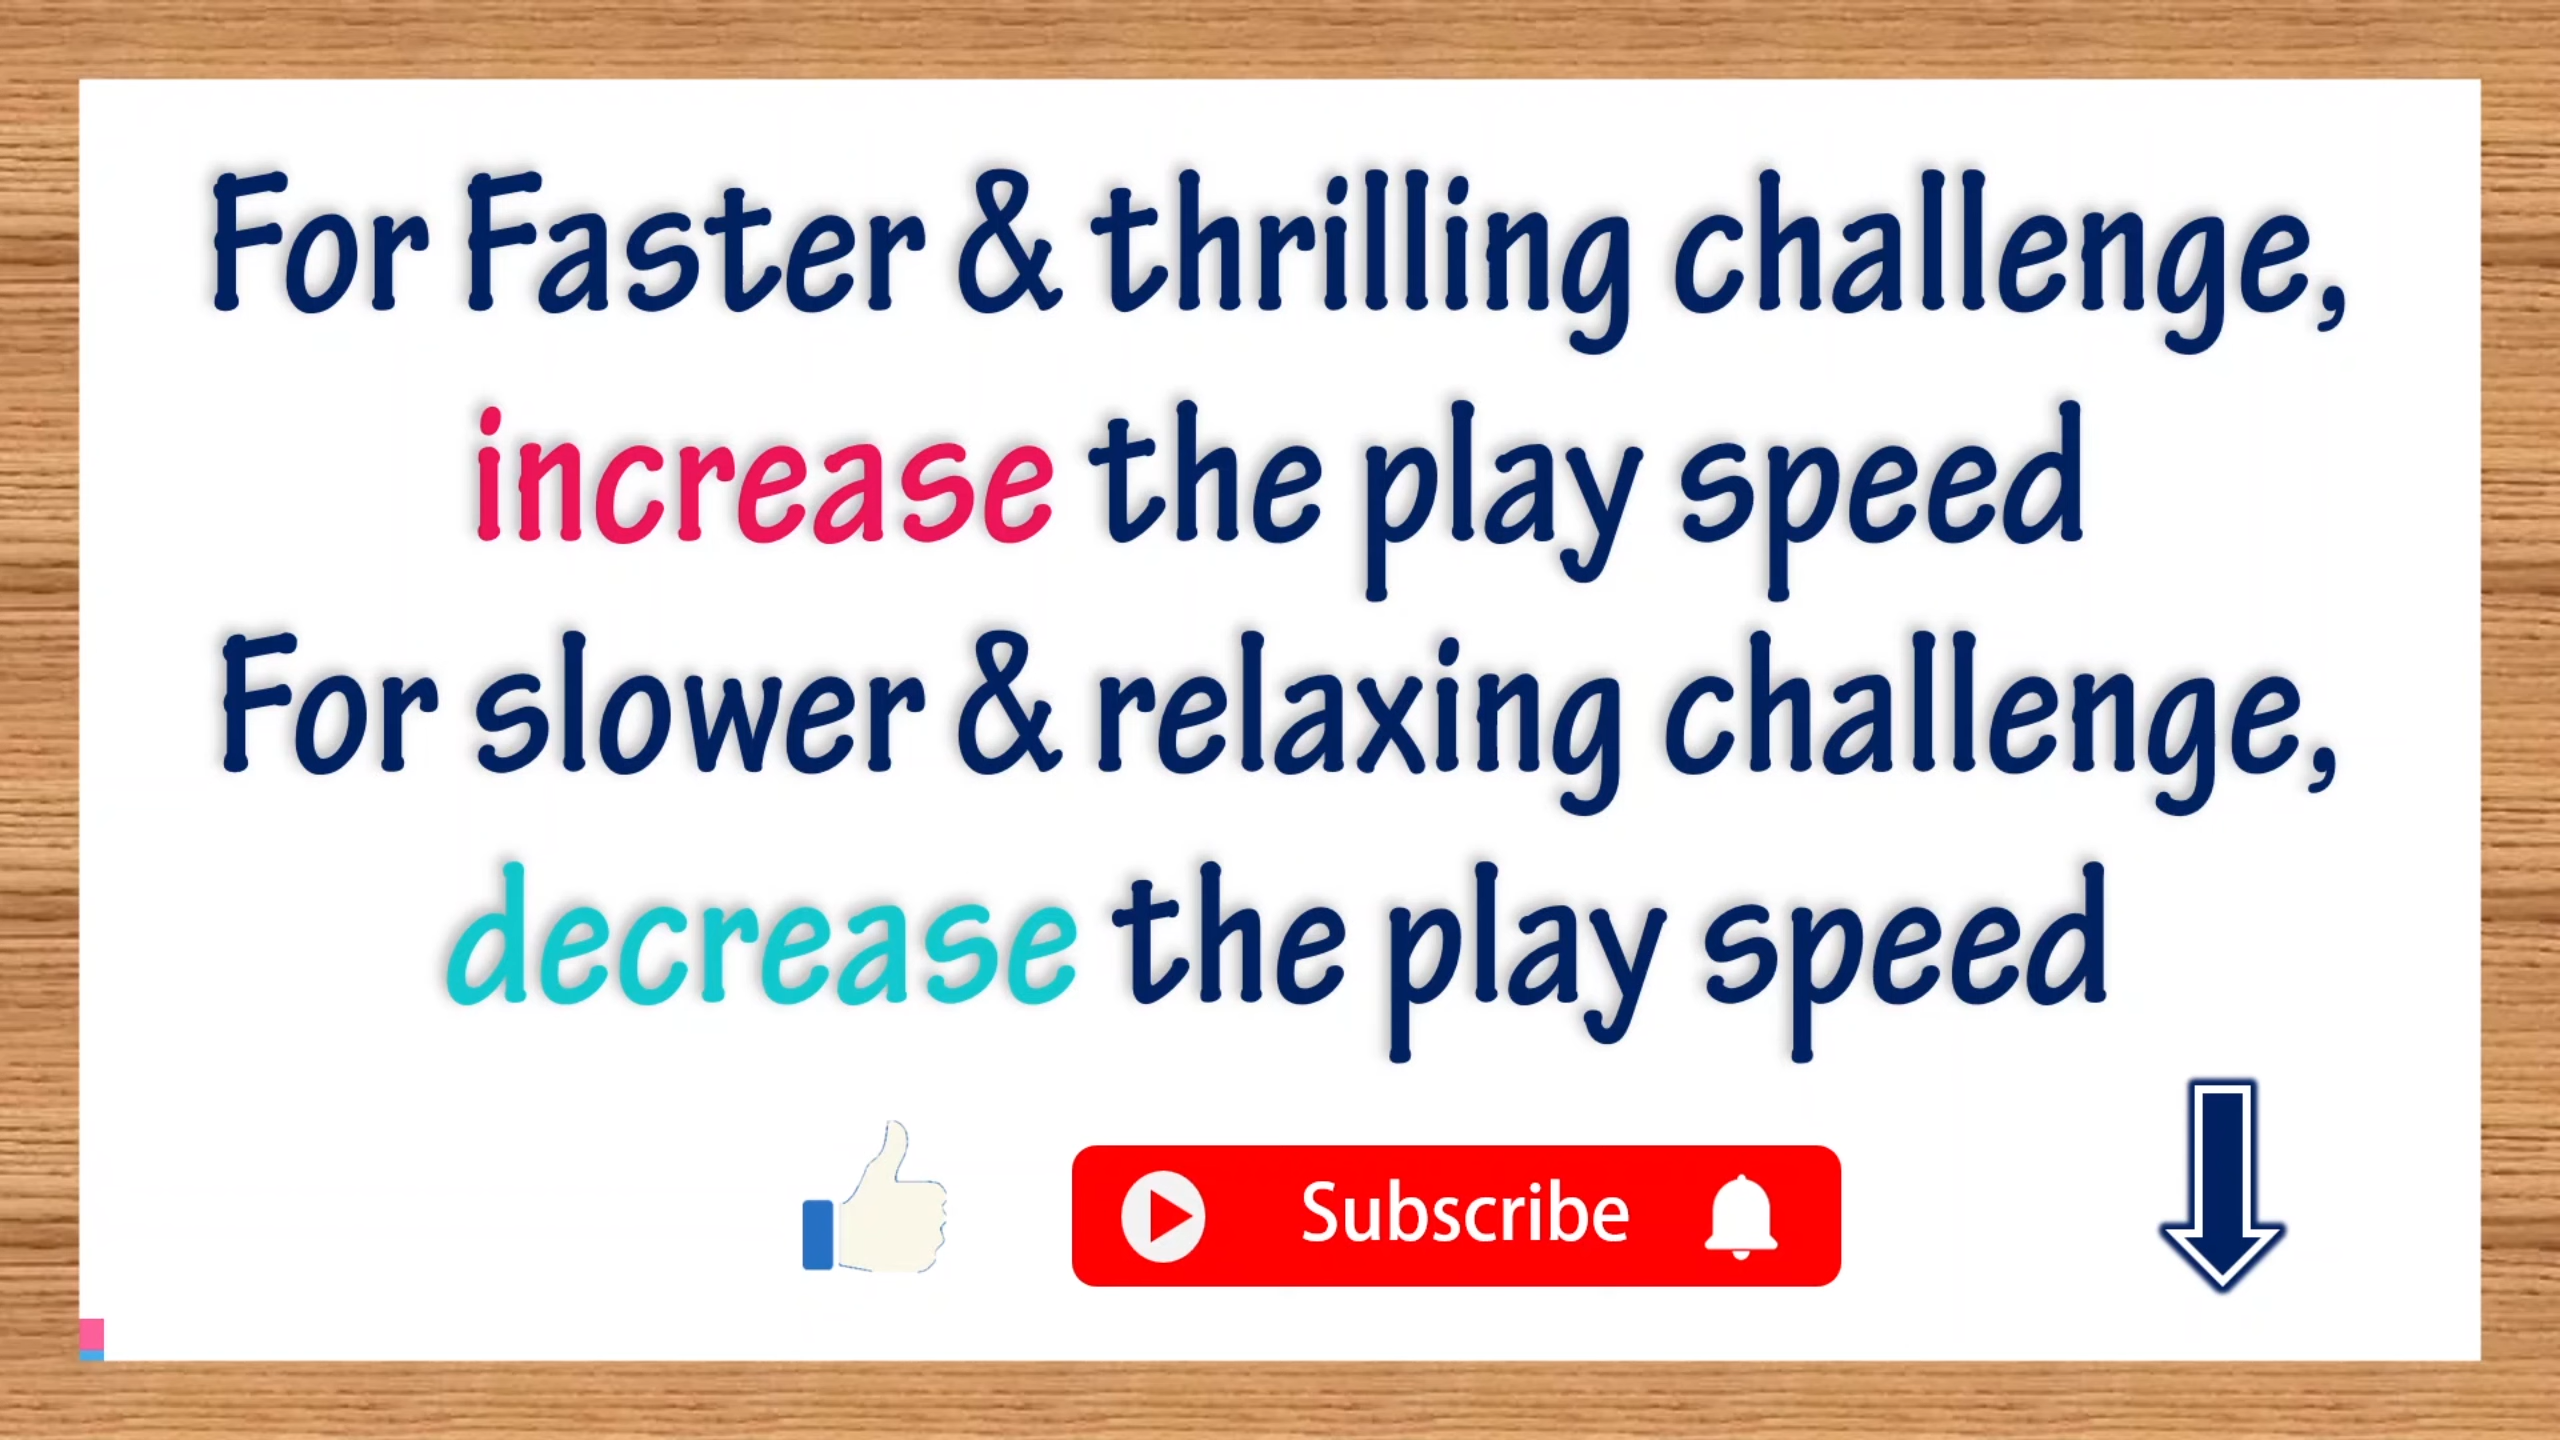 For Faster & thrilling challenge,
increase the play speed
For slower & relaxing challenge,
decrease the play speed
Subscribe